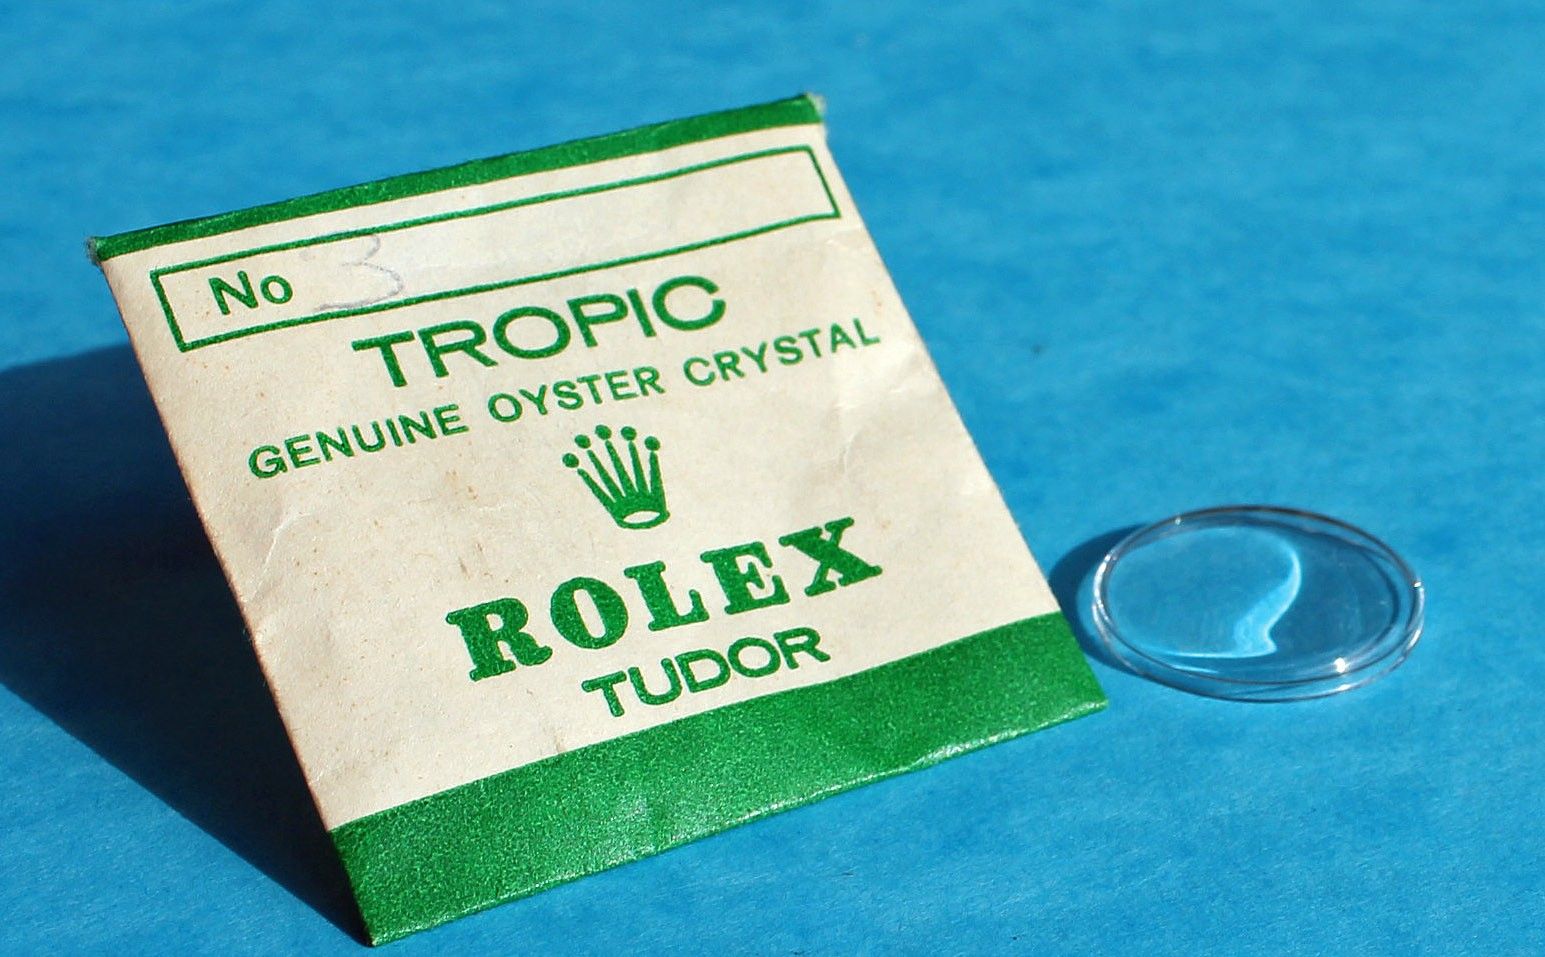 No 3
TROPIC
GENUINE OYSTER CRYSTAL
ROLEX
TUDOR